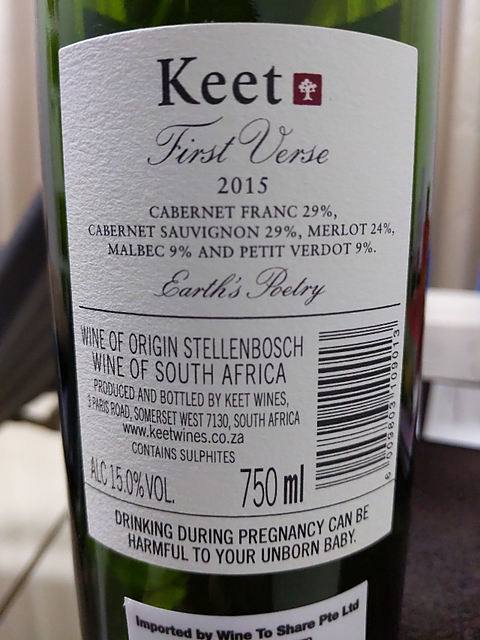 Keet
First Verse
2015
CABERNET FRANC 29%,
CABERNET SAUVIGNON 29%, MERLOT 24%,
MALBEC 9% AND PETIT VERDOT 9%.
Earth's Poetry
WINE OF ORIGIN STELLENBOSCH
WINE OF SOUTH AFRICA
PRODUCED AND BOTTLED BY KEET WINES,
PARIS ROAD, SOMERSET WEST 7130, SOUTH AFRICA
www.keetwines.co.za
CONTAINS SULPHITES
ALC 15.0% VOL.
750 ml
6 009803 109013
DRINKING DURING PREGNANCY CAN BE
HARMFUL TO YOUR UNBORN BABY.
Imported by Wine To Share Pte Ltd